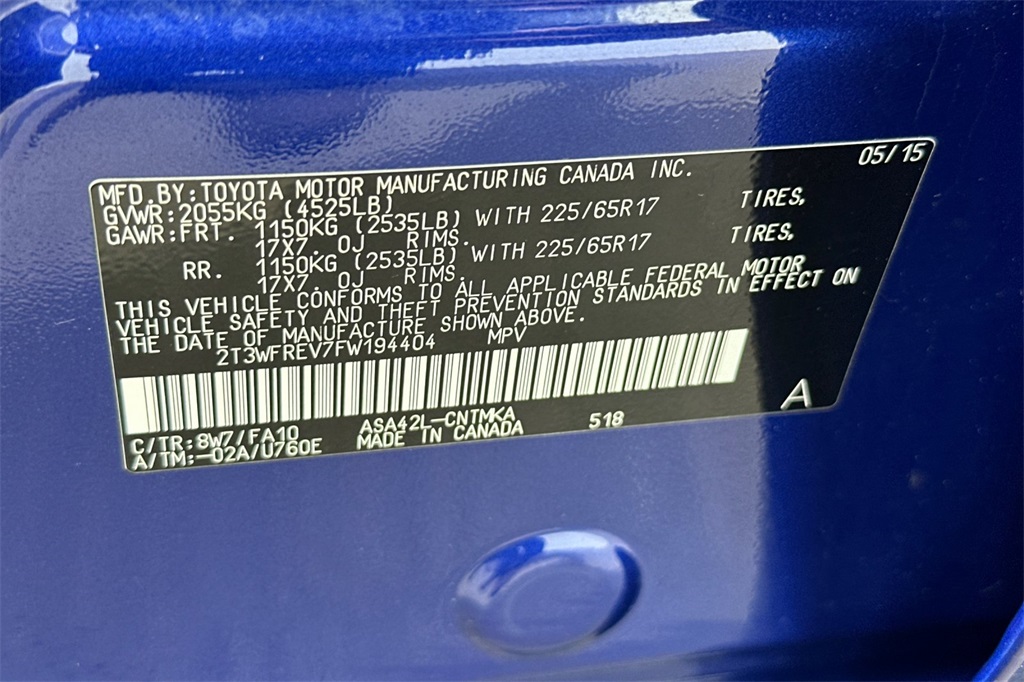 05/15
MFD.BY:TOYOTA MOTOR MANUFACTURING CANADA INC.
GVWR:2055KG (4525LB)
GAWR:FRT. 1150KG (2535LB) WITH 225/65R17 TIRES,
17X7.0J RIMS.
RR. 1150KG (2535LB) WITH 225/65R17 TIRES,
17X7.0J RIMS.
THIS VEHICLE CONFORMS TO ALL APPLICABLE FEDERAL MOTOR
VEHICLE SAFETY AND THEFT PREVENTION STANDARDS IN EFFECT ON
THE DATE OF MANUFACTURE SHOWN ABOVE.
2T3WFREV7FW194404 MPV
A
C/TR:8W7/FA10 ASA42L-CNTMKA 518
A/TM:-02A/U760E MADE IN CANADA